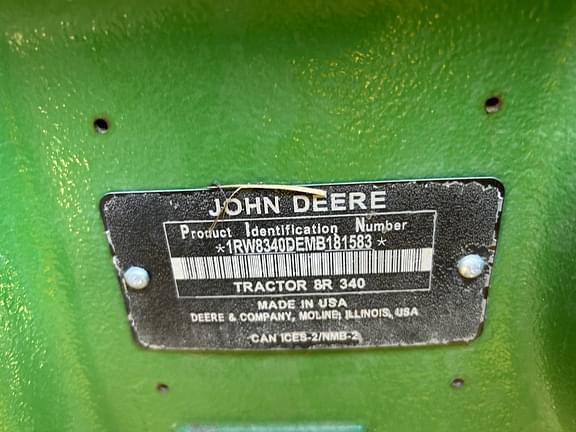 JOHN DEERE
Product Identification Number
*1RW8340DEMB181583*
TRACTOR 8R 340
MADE IN USA
DEERE & COMPANY, MOLINE, ILLINOIS, USA
CAN ICES-2/NMB-2